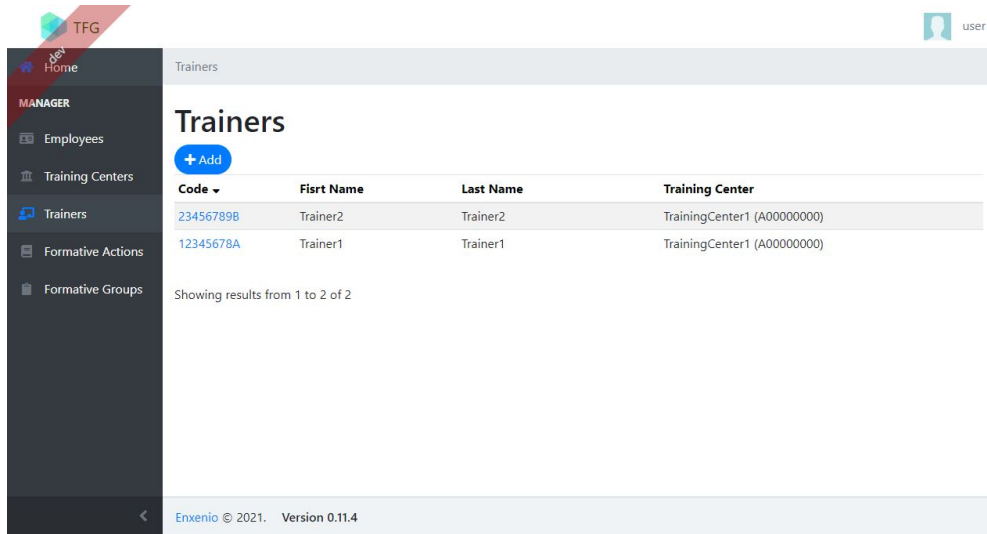 TFG
user
dev
Home
Trainers
MANAGER
Trainers
Employees
+ Add
Training Centers
Code Fisrt Name Last Name Training Center
Trainers
23456789B Trainer2 Trainer2 TrainingCenter1 (A00000000)
12345678A Trainer1 Trainer1 TrainingCenter1 (A00000000)
Formative Actions
Formative Groups
Showing results from 1 to 2 of 2
Enxenio © 2021. Version 0.11.4